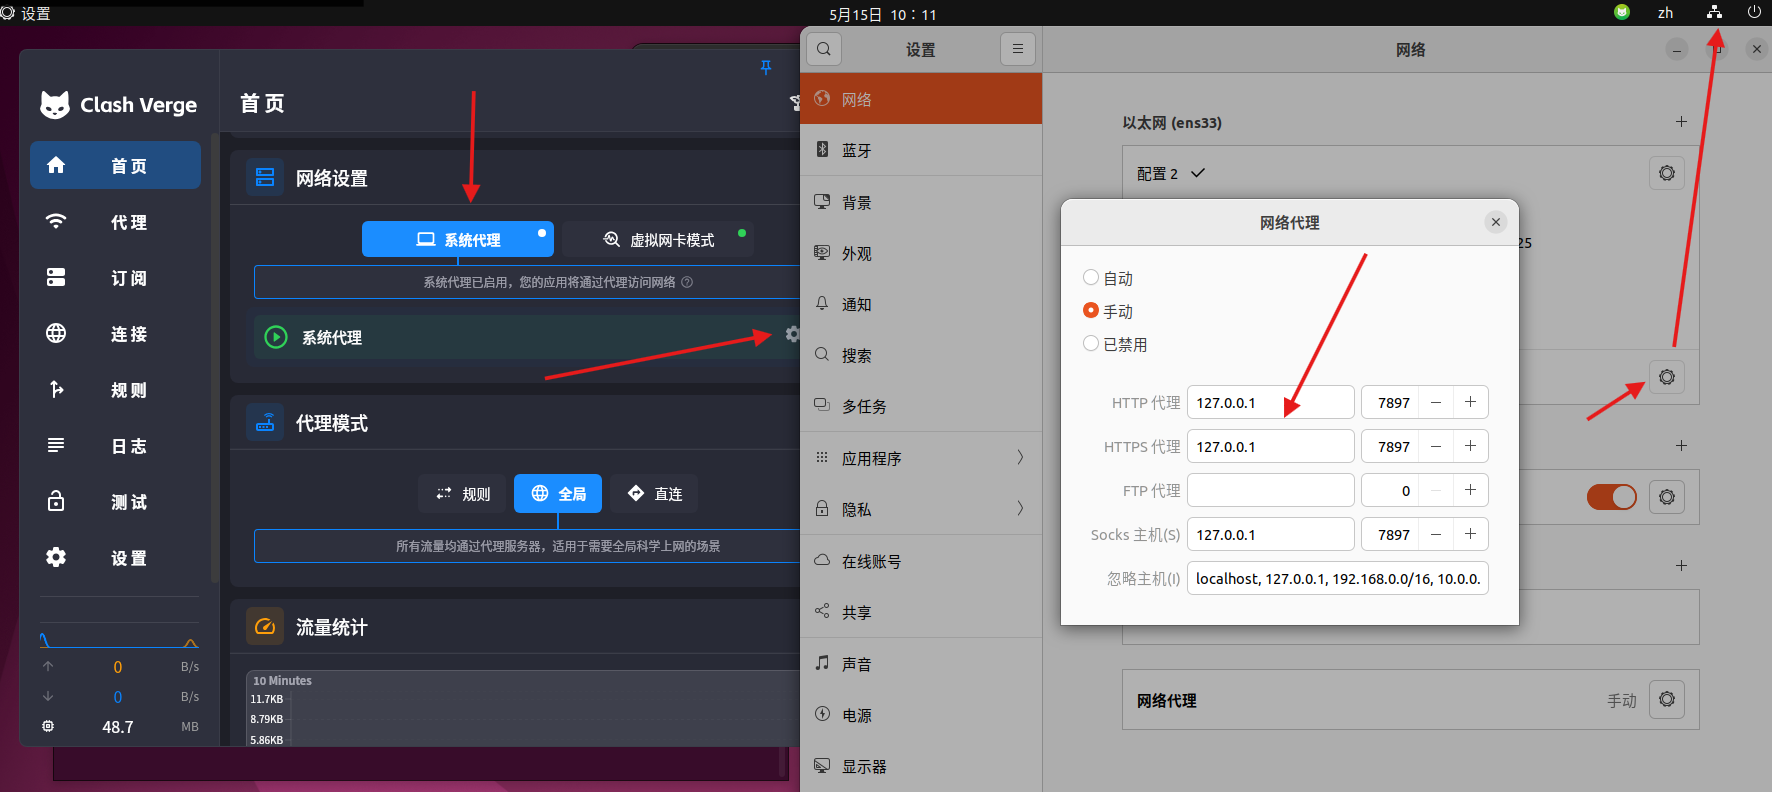 设置
5月15日 10：11
zh
Clash Verge
首页
代理
订阅
连接
规则
日志
测试
设置
0 B/s
0 B/s
48.7 MB
首页
网络设置
系统代理
虚拟网卡模式
系统代理已启用，您的应用将通过代理访问网络
系统代理
代理模式
规则
全局
直连
所有流量均通过代理服务器，适用于需要全局科学上网的场景
流量统计
10 Minutes
11.7KB
8.79KB
5.86KB
设置
网络
蓝牙
背景
外观
通知
搜索
多任务
应用程序
隐私
在线账号
共享
声音
电源
显示器
网络
以太网 (ens33)
配置 2
25
网络代理
手动
网络代理
自动
手动
已禁用
HTTP 代理 127.0.0.1 7897
HTTPS 代理 127.0.0.1 7897
FTP 代理 0
Socks 主机(S) 127.0.0.1 7897
忽略主机(I) localhost, 127.0.0.1, 192.168.0.0/16, 10.0.0.